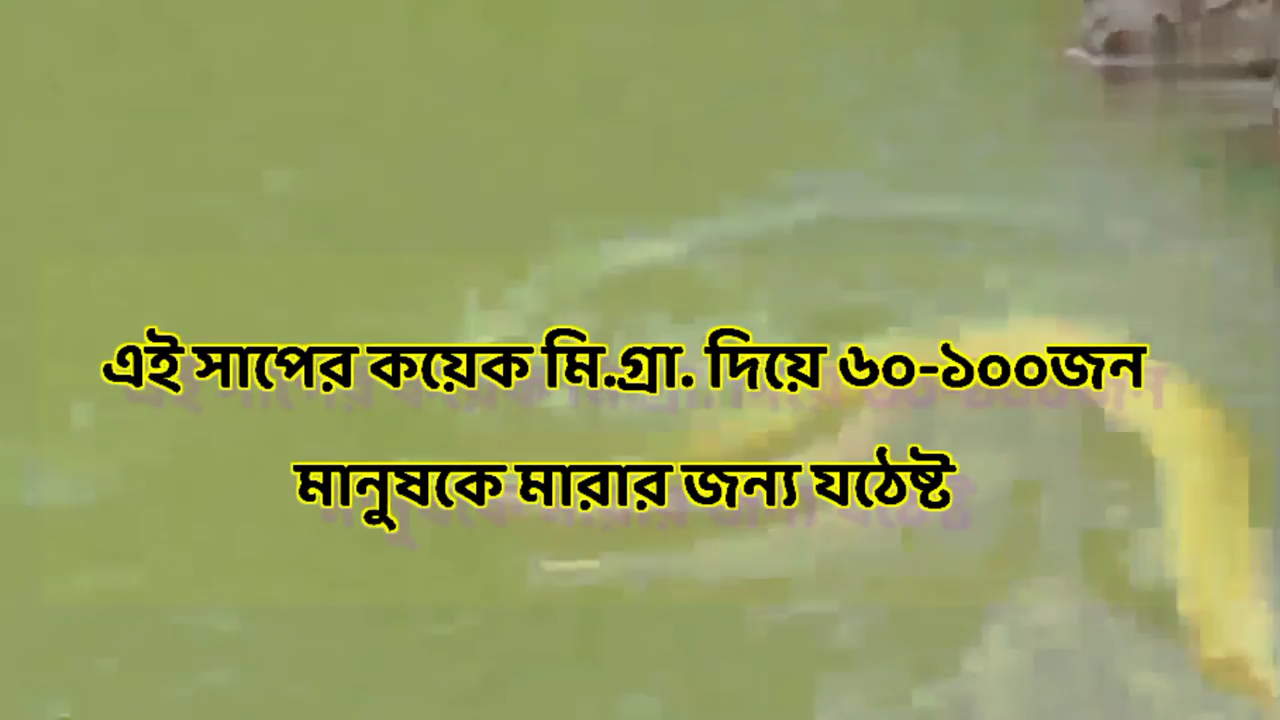 এই সাপের কয়েক মি.গ্রা. দিয়ে ৬০-১০০জন
মানুষকে মারার জন্য যঠেষ্ট